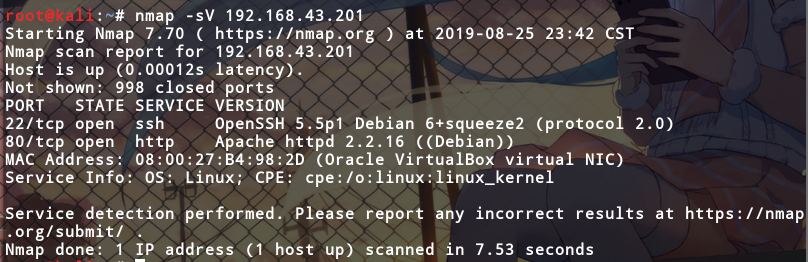 root@kali:~# nmap -sV 192.168.43.201
Starting Nmap 7.70 ( https://nmap.org ) at 2019-08-25 23:42 CST
Nmap scan report for 192.168.43.201
Host is up (0.00012s latency).
Not shown: 998 closed ports
PORT   STATE SERVICE VERSION
22/tcp open  ssh     OpenSSH 5.5p1 Debian 6+squeeze2 (protocol 2.0)
80/tcp open  http    Apache httpd 2.2.16 ((Debian))
MAC Address: 08:00:27:B4:98:2D (Oracle VirtualBox virtual NIC)
Service Info: OS: Linux; CPE: cpe:/o:linux:linux_kernel
Service detection performed. Please report any incorrect results at https://nmap
.org/submit/ .
Nmap done: 1 IP address (1 host up) scanned in 7.53 seconds